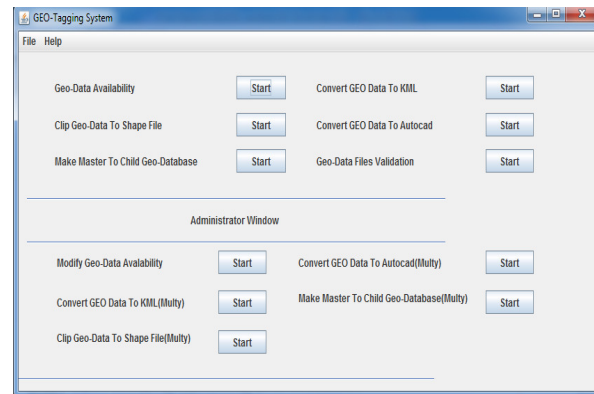 GEO-Tagging System
File Help
Geo-Data Availability Start Convert GEO Data To KML Start
Clip Geo-Data To Shape File Start Convert GEO Data To Autocad Start
Make Master To Child Geo-Database Start Geo-Data Files Validation Start
Administrator Window
Modify Geo-Data Avalability Start Convert GEO Data To Autocad(Multy) Start
Convert GEO Data To KML(Multy) Start Make Master To Child Geo-Database(Multy) Start
Clip Geo-Data To Shape File(Multy) Start